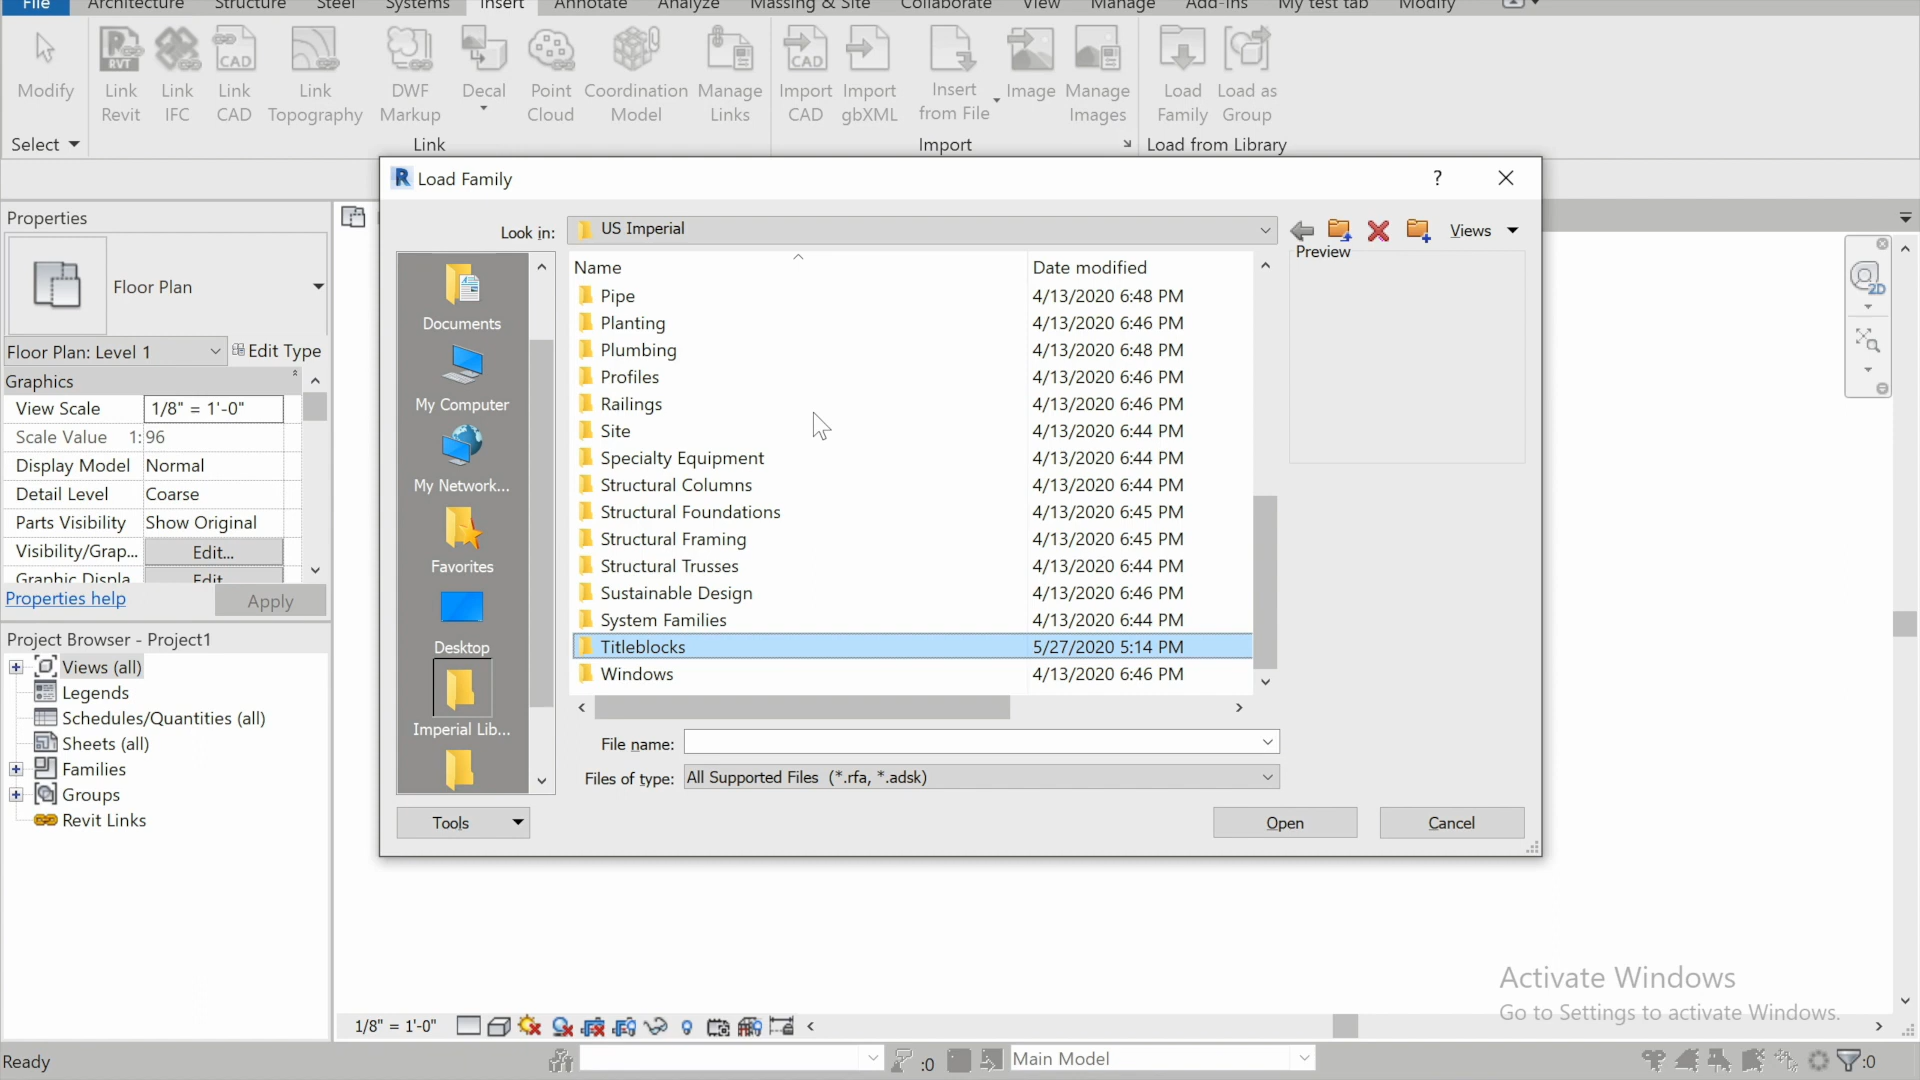 File Architecture Structure Steel Systems Insert Annotate Analyze Massing & Site Collaborate View Manage Add-Ins My test tab Modify
Modify
Link Revit
Link IFC
Link CAD
Link Topography
DWF Markup
Decal
Point Cloud
Coordination Model
Manage Links
Import CAD
Import gbXML
Insert from File
Image
Manage Images
Load Family
Load as Group
Select Link Import Load from Library
Load Family ?
Look in: US Imperial Views
Preview
Name Date modified
Pipe 4/13/2020 6:48 PM
Planting 4/13/2020 6:46 PM
Plumbing 4/13/2020 6:48 PM
Profiles 4/13/2020 6:46 PM
Railings 4/13/2020 6:46 PM
Site 4/13/2020 6:44 PM
Specialty Equipment 4/13/2020 6:44 PM
Structural Columns 4/13/2020 6:44 PM
Structural Foundations 4/13/2020 6:45 PM
Structural Framing 4/13/2020 6:45 PM
Structural Trusses 4/13/2020 6:44 PM
Sustainable Design 4/13/2020 6:46 PM
System Families 4/13/2020 6:44 PM
Titleblocks 5/27/2020 5:14 PM
Windows 4/13/2020 6:46 PM
Documents
My Computer
My Network...
Favorites
Desktop
Imperial Lib...
File name:
Files of type: All Supported Files (*.rfa, *.adsk)
Tools Open Cancel
Properties
Floor Plan
Floor Plan: Level 1 Edit Type
Graphics
View Scale 1/8" = 1'-0"
Scale Value 1: 96
Display Model Normal
Detail Level Coarse
Parts Visibility Show Original
Visibility/Grap... Edit...
Graphic Displa Edit
Properties help Apply
Project Browser - Project1
Views (all)
Legends
Schedules/Quantities (all)
Sheets (all)
Families
Groups
Revit Links
2D
Activate Windows
Go to Settings to activate Windows.
1/8" = 1'-0"
Ready :0 Main Model :0